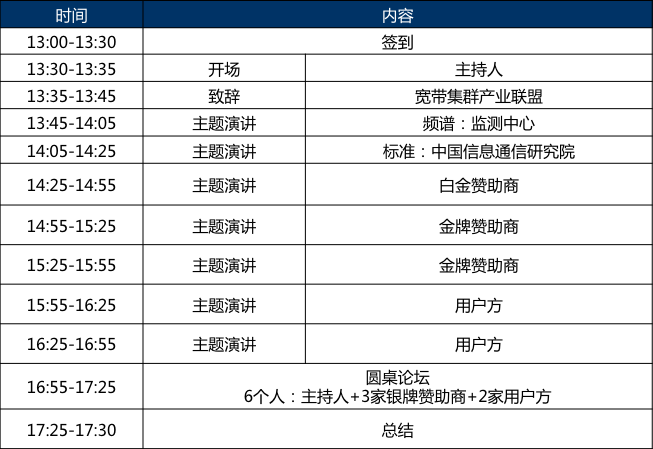 时间 内容
13:00-13:30 签到
13:30-13:35 开场 主持人
13:35-13:45 致辞 宽带集群产业联盟
13:45-14:05 主题演讲 频谱：监测中心
14:05-14:25 主题演讲 标准：中国信息通信研究院
14:25-14:55 主题演讲 白金赞助商
14:55-15:25 主题演讲 金牌赞助商
15:25-15:55 主题演讲 金牌赞助商
15:55-16:25 主题演讲 用户方
16:25-16:55 主题演讲 用户方
16:55-17:25 圆桌论坛
6个人：主持人+3家银牌赞助商+2家用户方
17:25-17:30 总结